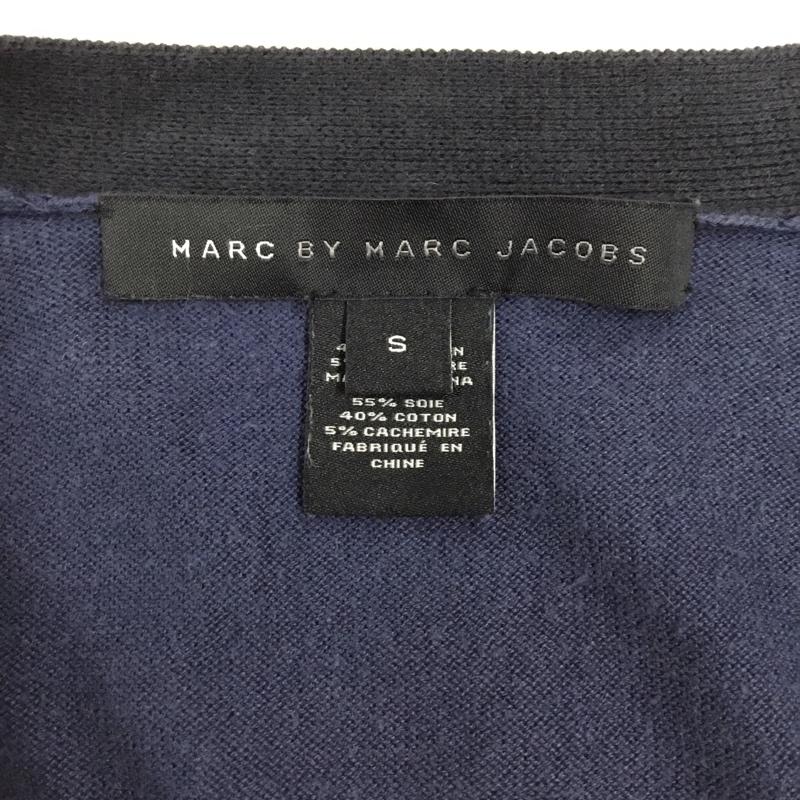 MARC BY MARC JACOBS
S
55% SOIE
40% COTON
5% CACHEMIRE
FABRIQUÉ EN
CHINE